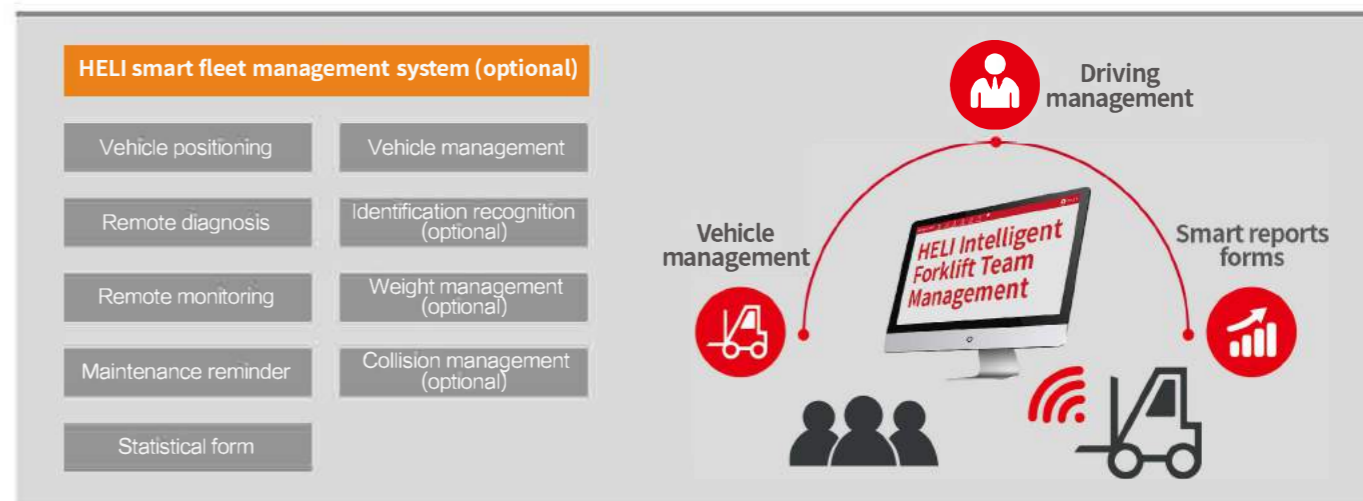 HELI smart fleet management system (optional)
Vehicle positioning
Vehicle management
Remote diagnosis
Identification recognition
(optional)
Remote monitoring
Weight management
(optional)
Maintenance reminder
Collision management
(optional)
Statistical form
Driving
management
Vehicle
management
HELI Intelligent
Forklift Team
Management
Smart reports
forms